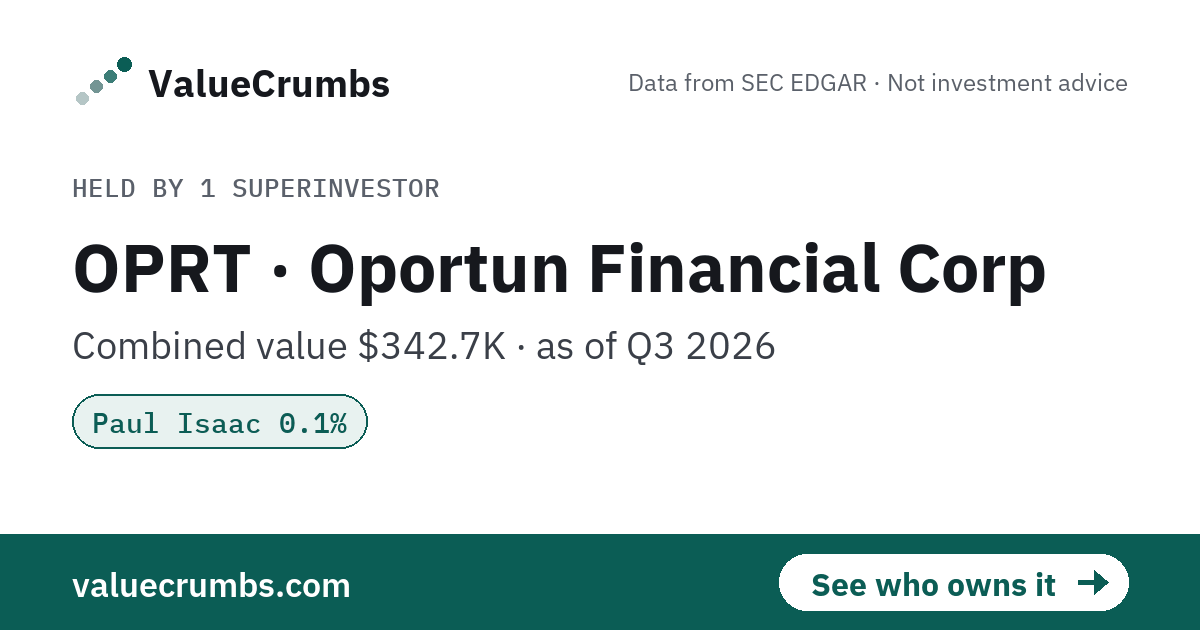 ValueCrumbs
Data from SEC EDGAR · Not investment advice
HELD BY 1 SUPERINVESTOR
OPRT · Oportun Financial Corp
Combined value $342.7K · as of Q3 2026
Paul Isaac 0.1%
valuecrumbs.com
See who owns it →